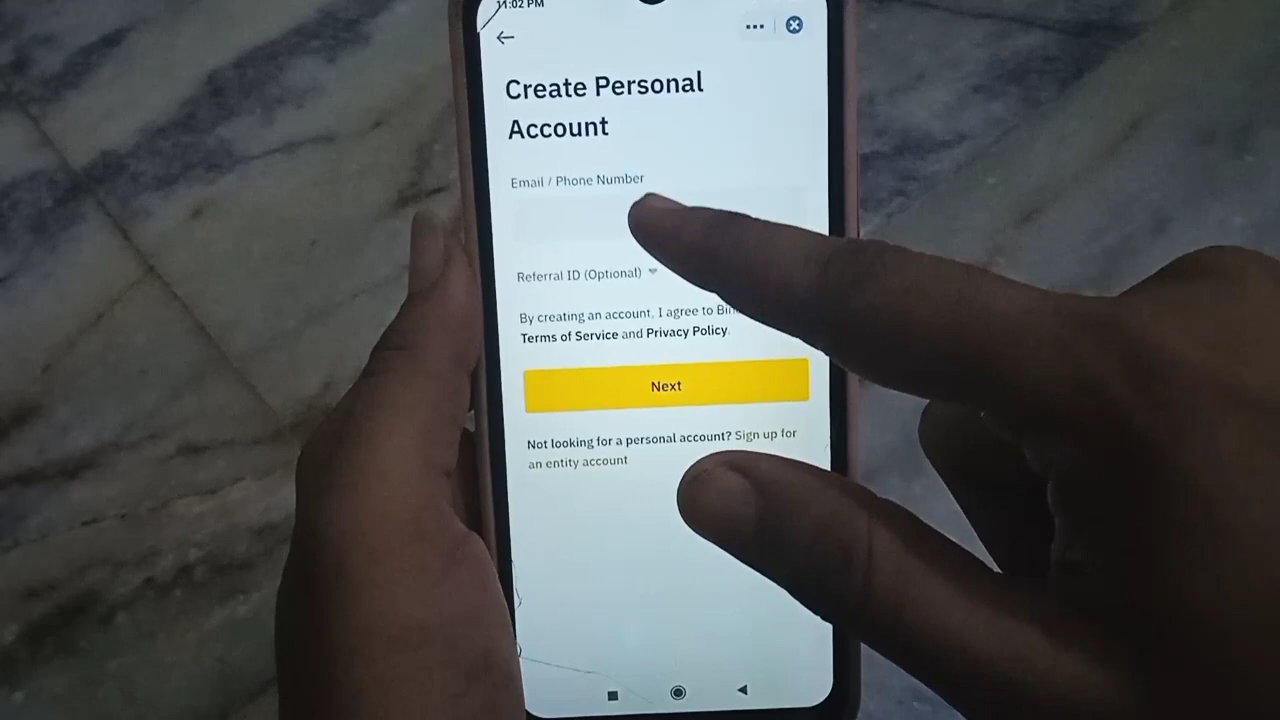 11:02 PM
Create Personal
Account
Email / Phone Number
Referral ID (Optional)
By creating an account, I agree to
Terms of Service and Privacy Policy.
Next
Not looking for a personal account? Sign up for
an entity account